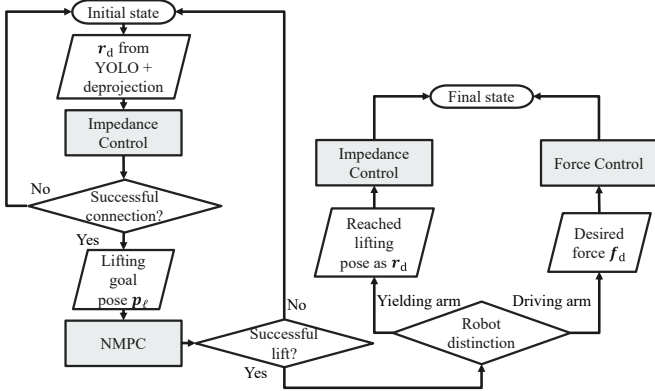 Initial state
r_d from
YOLO +
deprojection
Impedance
Control
No
Successful
connection?
Yes
Lifting
goal
pose p_ℓ
NMPC
No
Successful
lift?
Yes
Final state
Impedance
Control
Force Control
Reached
lifting
pose as r_d
Desired
force f_d
Yielding arm
Driving arm
Robot
distinction